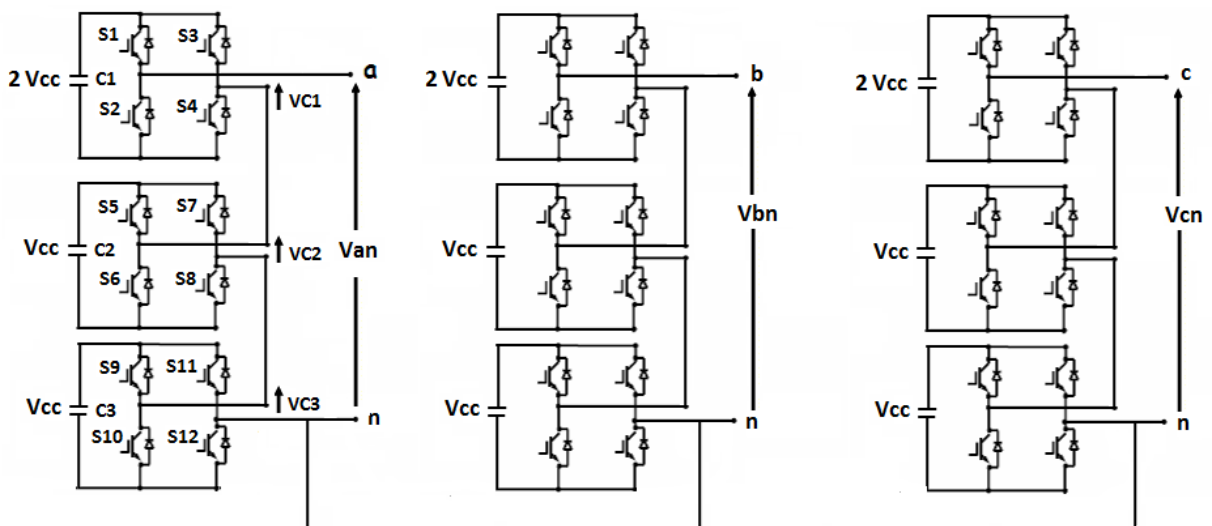 S1 S3
2 Vcc C1 a
S2 S4 VC1
S5 S7
Vcc C2 VC2 Van
S6 S8
S9 S11
Vcc C3 VC3
n
S10 S12
b
2 Vcc
Vbn
Vcc
Vcc
n
c
2 Vcc
Vcn
Vcc
Vcc
n